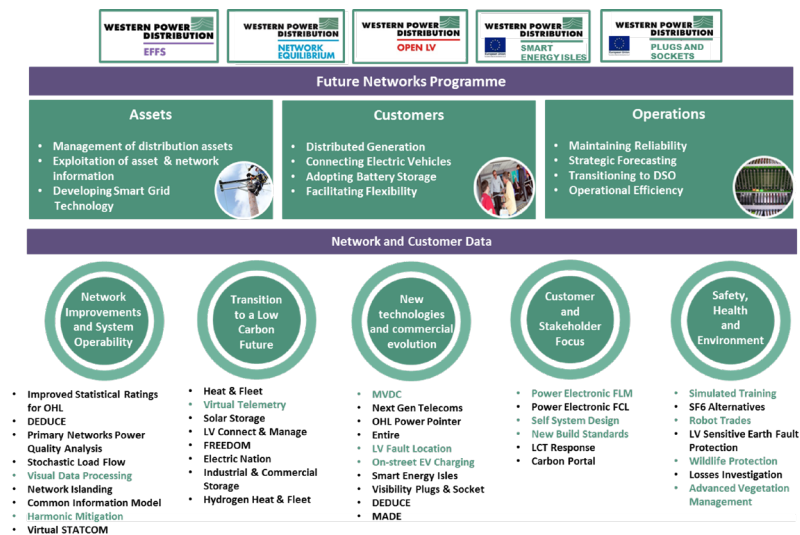 WESTERN POWER
DISTRIBUTION
EFFS
WESTERN POWER
DISTRIBUTION
NETWORK
EQUILIBRIUM
WESTERN POWER
DISTRIBUTION
OPEN LV
WESTERN POWER
DISTRIBUTION
SMART
ENERGY ISLES
WESTERN POWER
DISTRIBUTION
PLUGS AND
SOCKETS
Future Networks Programme
Assets
• Management of distribution assets
• Exploitation of asset & network
information
• Developing Smart Grid
Technology
Customers
• Distributed Generation
• Connecting Electric Vehicles
• Adopting Battery Storage
• Facilitating Flexibility
Operations
• Maintaining Reliability
• Strategic Forecasting
• Transitioning to DSO
• Operational Efficiency
Network and Customer Data
Network
Improvements
and System
Operability
• Improved Statistical Ratings
for OHL
• DEDUCE
• Primary Networks Power
Quality Analysis
• Stochastic Load Flow
• Visual Data Processing
• Network Islanding
• Common Information Model
• Harmonic Mitigation
• Virtual STATCOM
Transition
to a Low
Carbon
Future
• Heat & Fleet
• Virtual Telemetry
• Solar Storage
• LV Connect & Manage
• FREEDOM
• Electric Nation
• Industrial & Commercial
Storage
• Hydrogen Heat & Fleet
New
technologies
and commercial
evolution
• MVDC
• Next Gen Telecoms
• OHL Power Pointer
• Entire
• LV Fault Location
• On-street EV Charging
• Smart Energy Isles
• Visibility Plugs & Socket
• DEDUCE
• MADE
Customer
and
Stakeholder
Focus
• Power Electronic FLM
• Power Electronic FCL
• Self System Design
• New Build Standards
• LCT Response
• Carbon Portal
Safety,
Health
and
Environment
• Simulated Training
• SF6 Alternatives
• Robot Trades
• LV Sensitive Earth Fault
Protection
• Wildlife Protection
• Losses Investigation
• Advanced Vegetation
Management